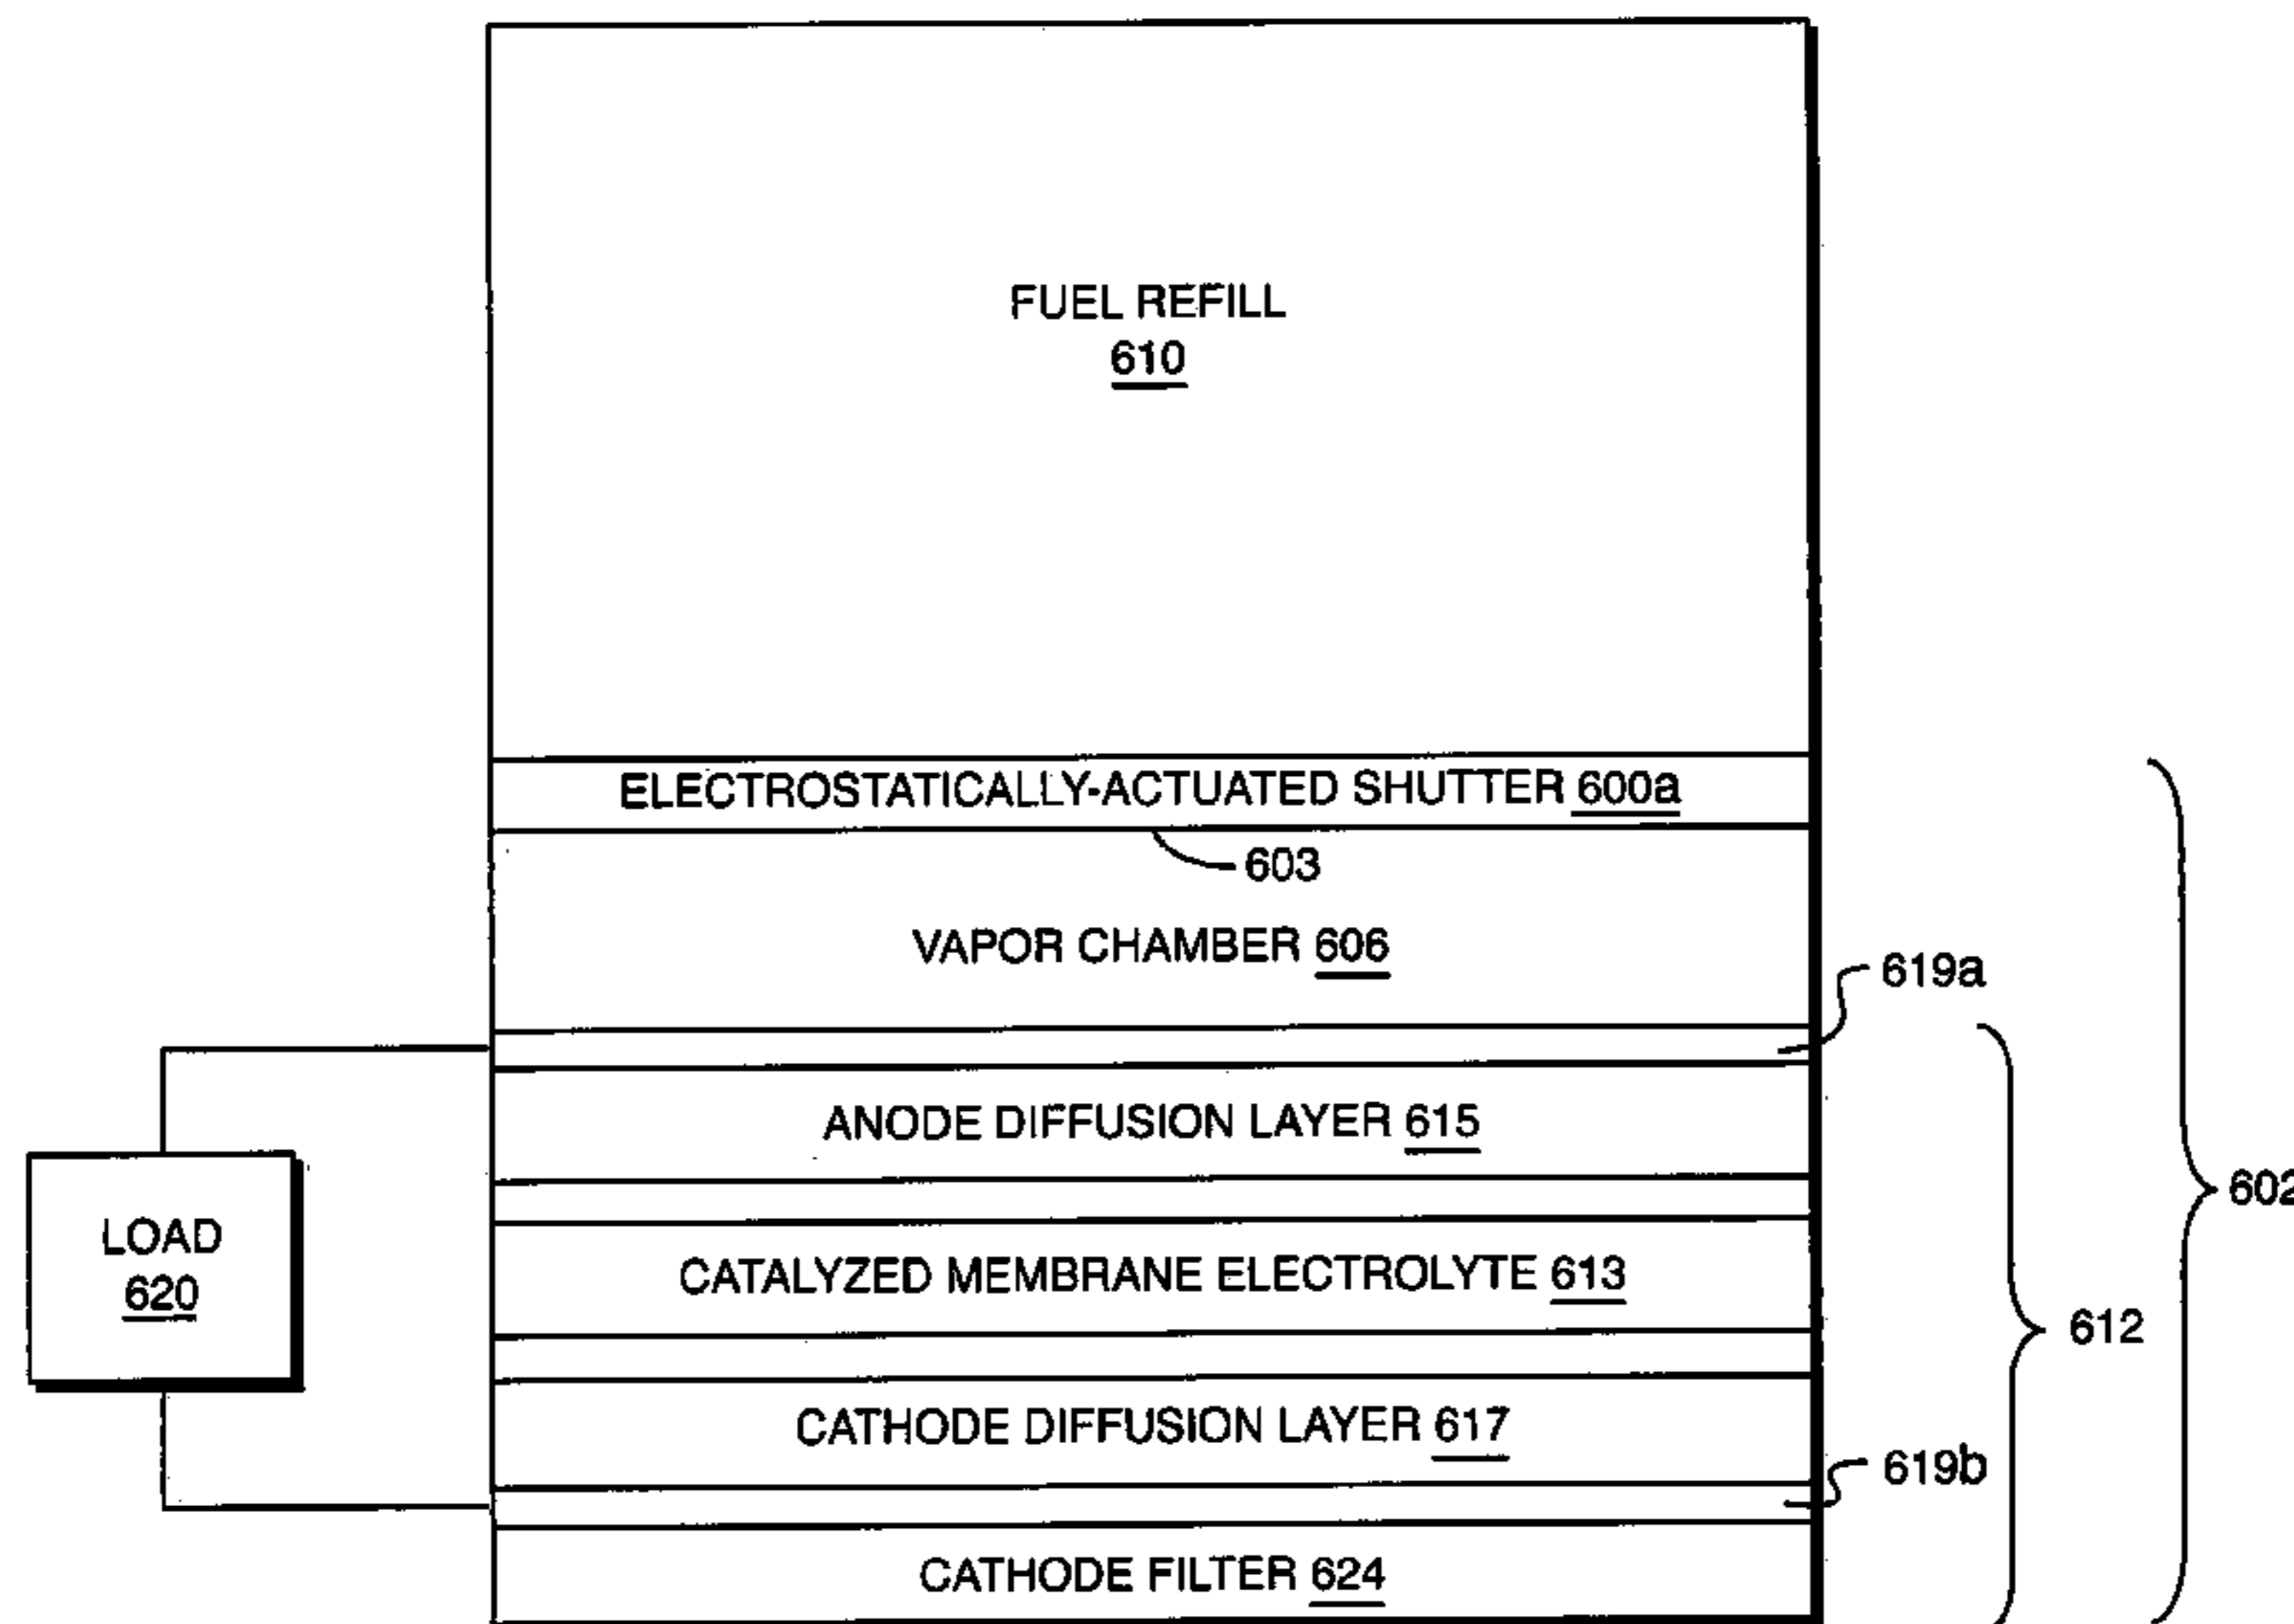 FUEL REFILL
610
ELECTROSTATICALLY-ACTUATED SHUTTER 600a
603
VAPOR CHAMBER 606
619a
ANODE DIFFUSION LAYER 615
602
LOAD
620
CATALYZED MEMBRANE ELECTROLYTE 613
612
CATHODE DIFFUSION LAYER 617
619b
CATHODE FILTER 624